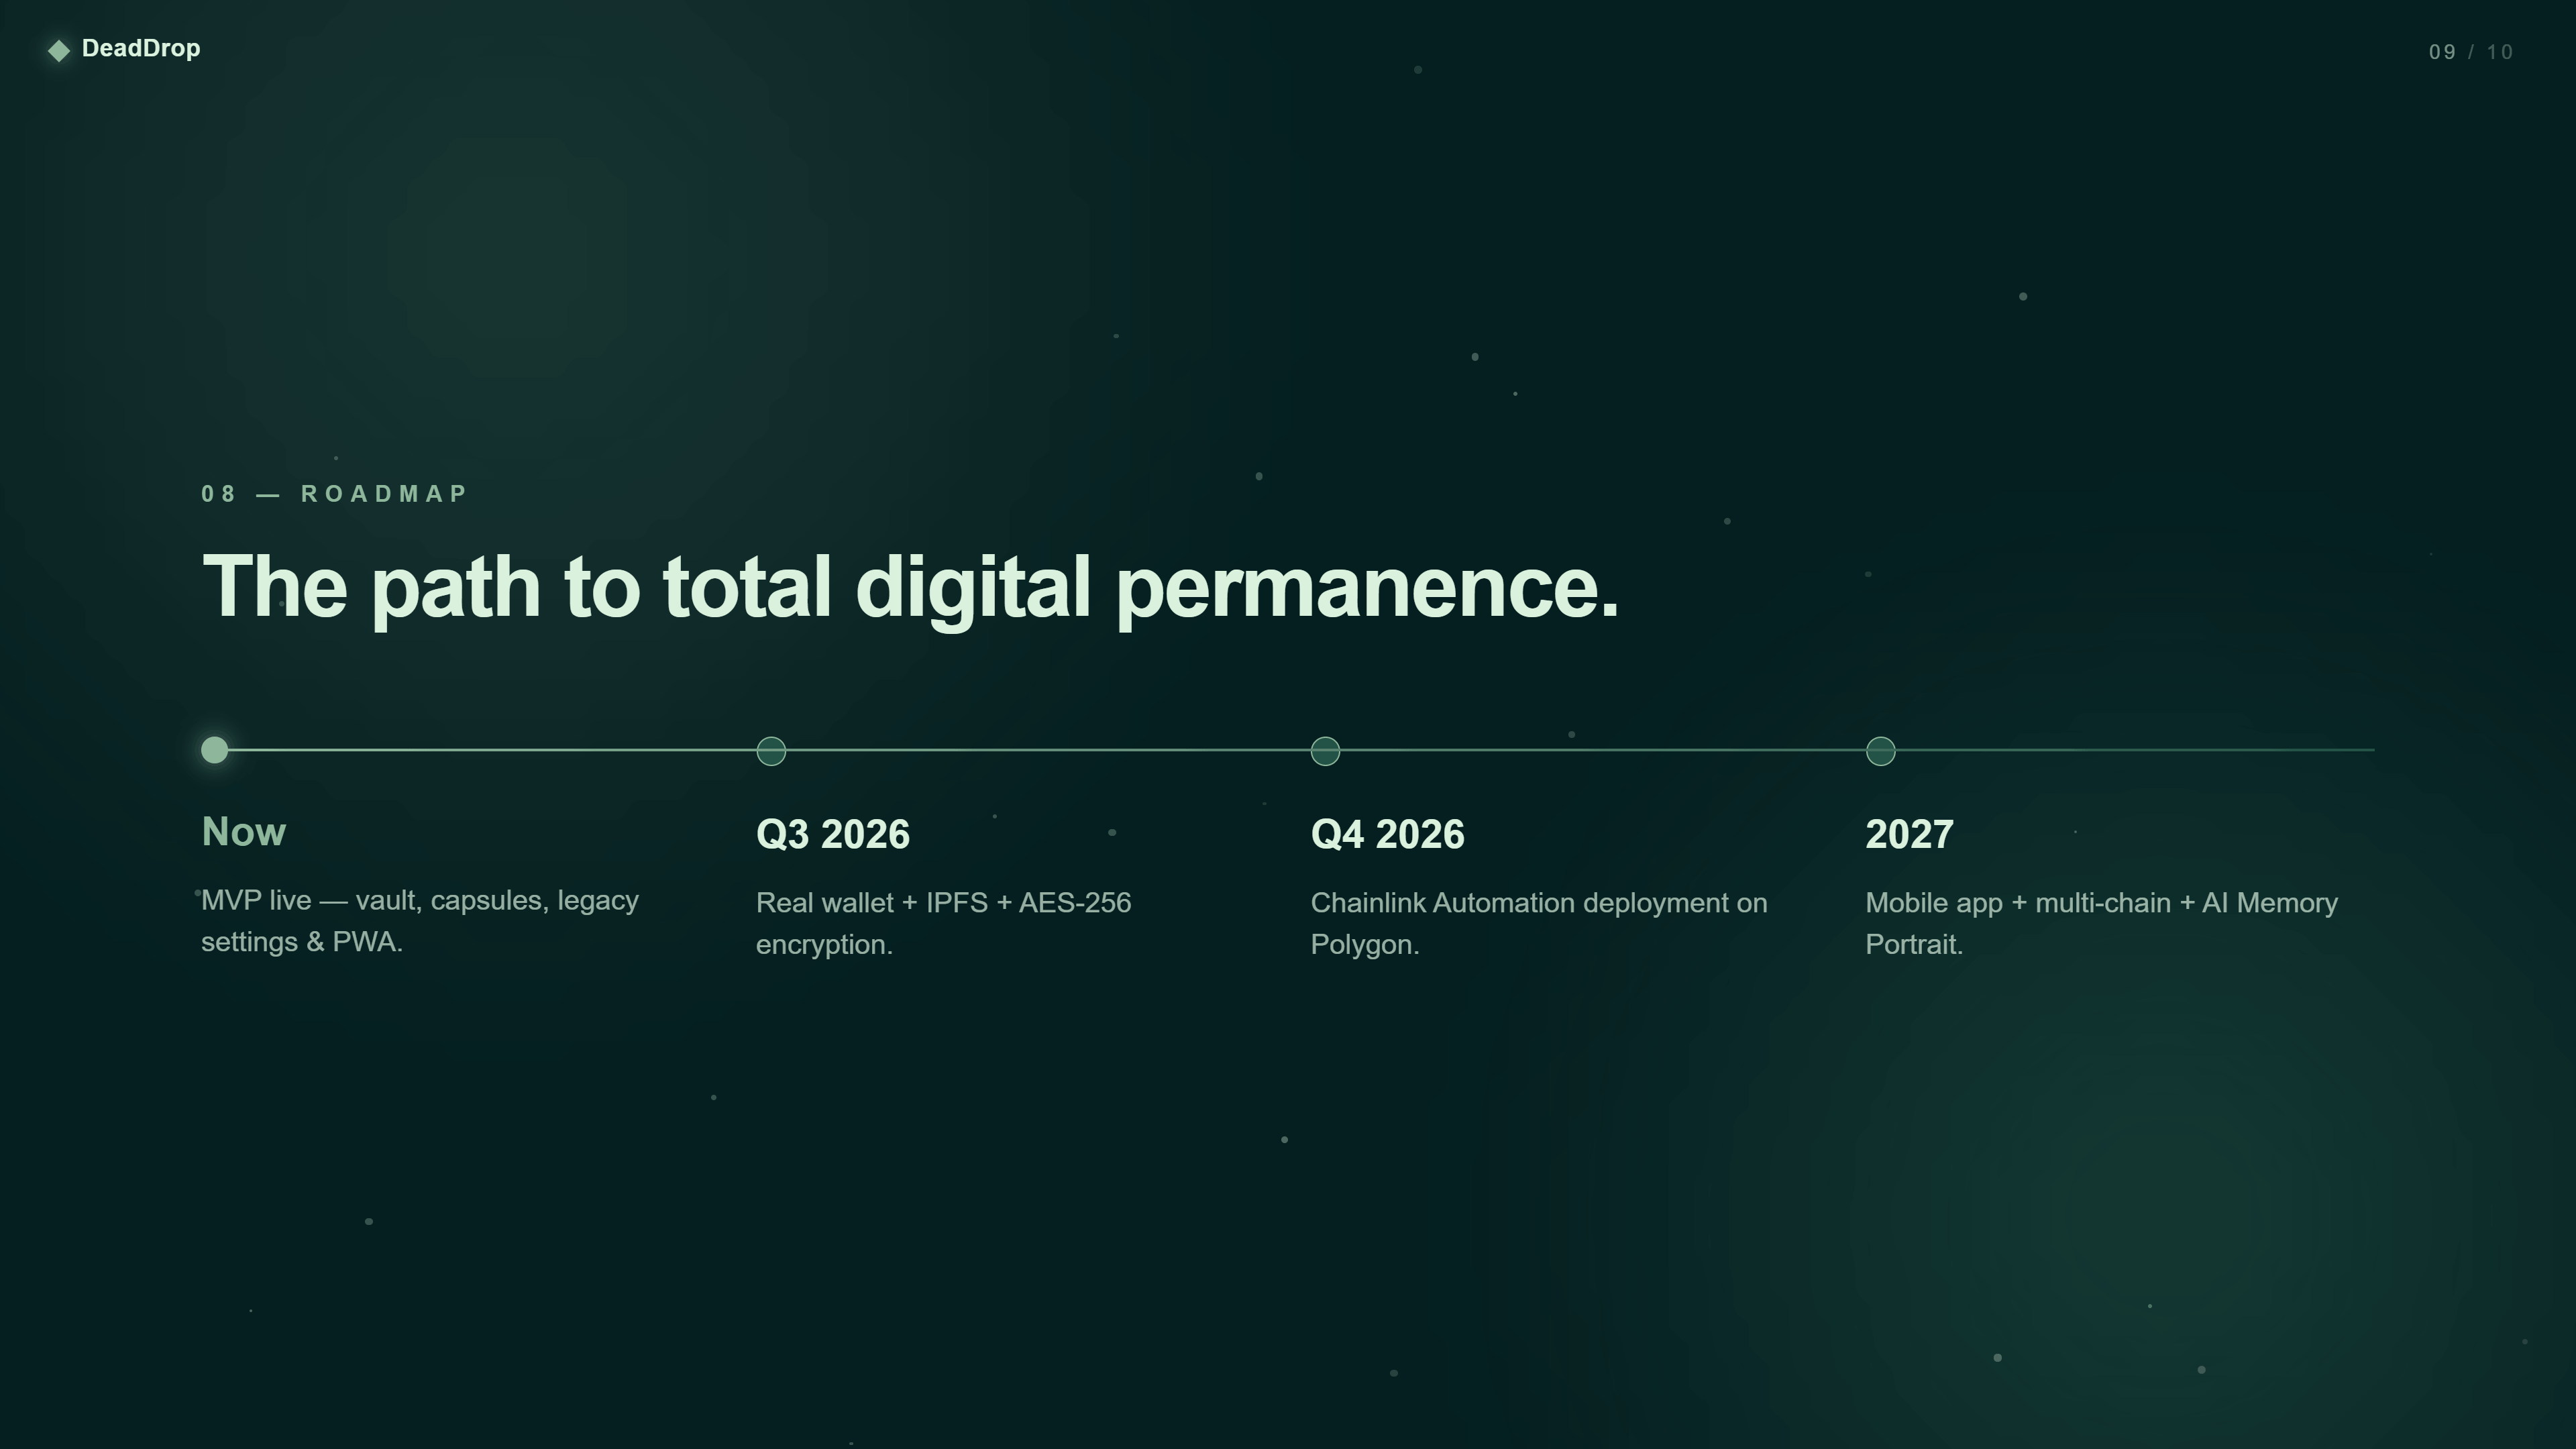 DeadDrop
09 / 10
08 — ROADMAP
The path to total digital permanence.
Now
MVP live — vault, capsules, legacy
settings & PWA.
Q3 2026
Real wallet + IPFS + AES-256
encryption.
Q4 2026
Chainlink Automation deployment on
Polygon.
2027
Mobile app + multi-chain + AI Memory
Portrait.